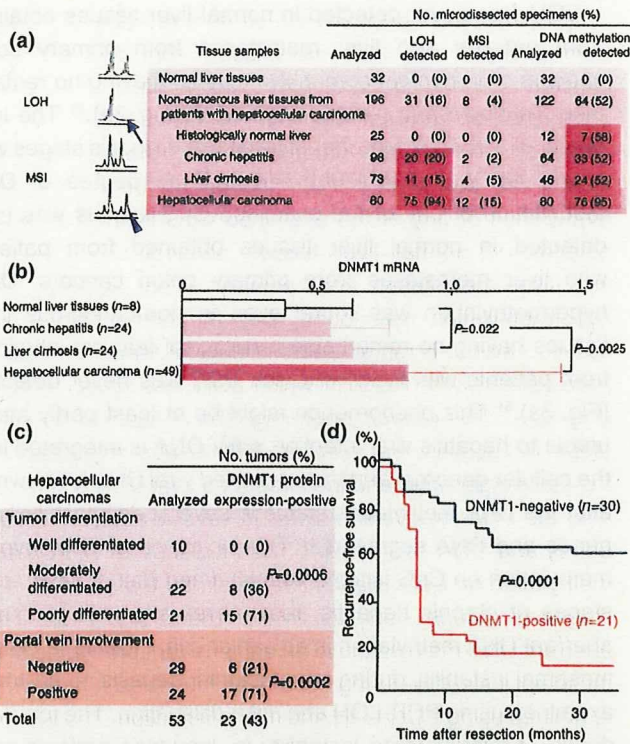 (a)
No. microdissected specimens (%)
LOH MSI DNA methylation
Tissue samples Analyzed detected detected Analyzed detected
Normal liver tissues 32 0 (0) 0 (0) 32 0 (0)
Non-cancerous liver tissues from
patients with hepatocellular carcinoma 196 31 (16) 8 (4) 122 64 (52)
Histologically normal liver 25 0 (0) 0 (0) 12 7 (58)
Chronic hepatitis 98 20 (20) 2 (2) 64 33 (52)
Liver cirrhosis 73 11 (15) (5) 46 24 (52)
Hepatocellular carcinoma 80 75 (94) 12 (15) 80 76 (95)
LOH
MSI
(b)
DNMT1 mRNA
0.5 1.0 1.5
Normal liver tissues (n=8)
Chronic hepatitis (n=24)
Liver cirrhosis (n=24)
Hepatocellular carcinoma (n=49)
P=0.022
P=0.0025
(c)
No. tumors (%)
Hepatocellular DNMT1 protein
carcinomas Analyzed expression-positive
Tumor differentiation
Well differentiated 10 0 (0)
Moderately
differentiated 22 8 (36)
P=0.0006
Poorly differentiated 21 15 (71)
Portal vein involvement
Negative 29 6 (21)
P=0.0002
Positive 24 17 (71)
Total 53 23 (43)
(d)
(%)
100
80
60
40
20
0
Recurrence-free survival
DNMT1-negative (n=30)
P=0.0001
DNMT1-positive (n=21)
0 10 20 30
Time after resection (months)